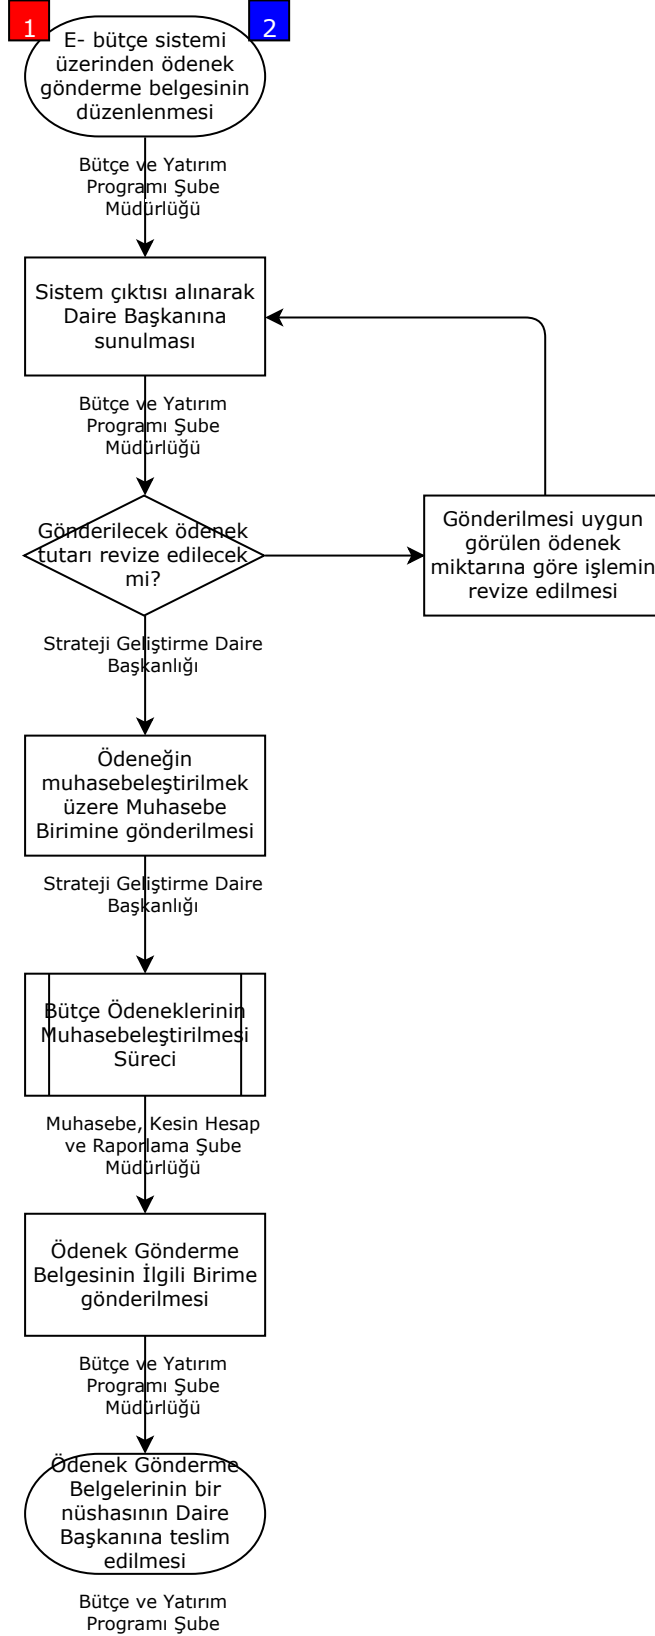 1
2
E- bütçe sistemi
üzerinden ödenek
gönderme belgesinin
düzenlenmesi
Bütçe ve Yatırım
Programı Şube
Müdürlüğü
Sistem çıktısı alınarak
Daire Başkanına
sunulması
Bütçe ve Yatırım
Programı Şube
Müdürlüğü
Gönderilecek ödenek
tutarı revize edilecek
mi?
Gönderilmesi uygun
görülen ödenek
miktarına göre işlemin
revize edilmesi
Strateji Geliştirme Daire
Başkanlığı
Ödeneğin
muhasebeleştirilmek
üzere Muhasebe
Birimine gönderilmesi
Strateji Geliştirme Daire
Başkanlığı
Bütçe Ödeneklerinin
Muhasebeleştirilmesi
Süreci
Muhasebe, Kesin Hesap
ve Raporlama Şube
Müdürlüğü
Ödenek Gönderme
Belgesinin İlgili Birime
gönderilmesi
Bütçe ve Yatırım
Programı Şube
Müdürlüğü
Ödenek Gönderme
Belgelerinin bir
nüshasının Daire
Başkanına teslim
edilmesi
Bütçe ve Yatırım
Programı Şube